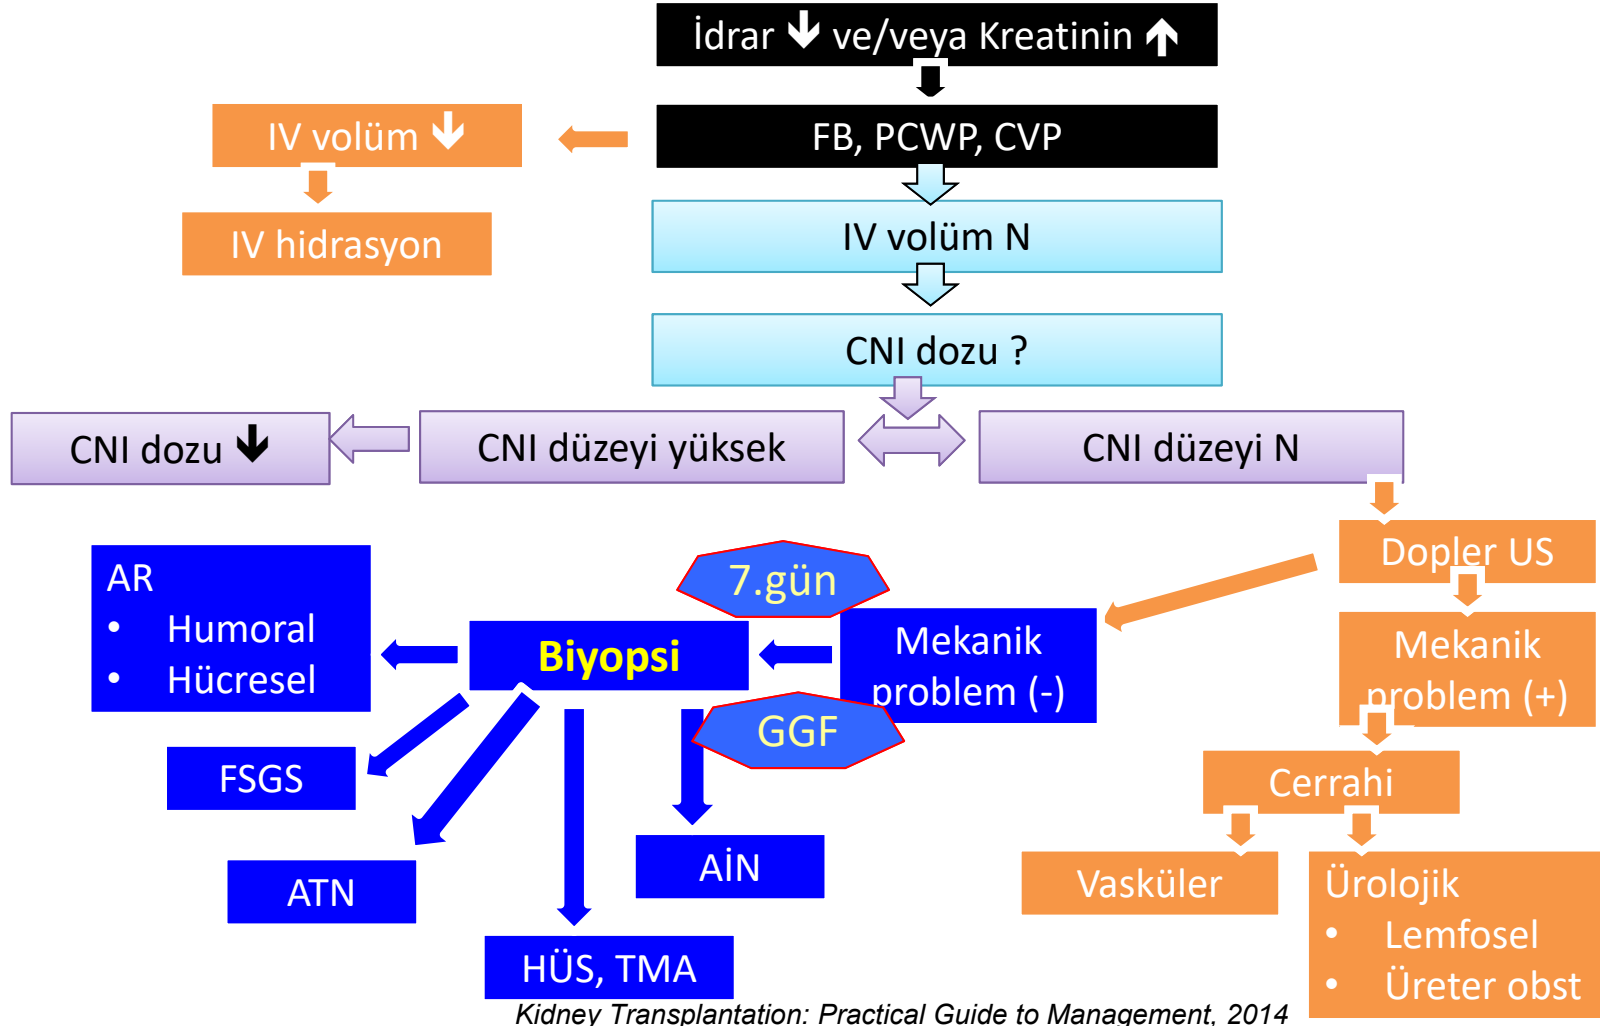 İdrar ↓ ve/veya Kreatinin ↑
IV volüm ↓
FB, PCWP, CVP
IV hidrasyon
IV volüm N
CNI dozu ?
CNI dozu ↓
CNI düzeyi yüksek
CNI düzeyi N
Dopler US
7.gün
AR
• Humoral
• Hücresel
Biyopsi
Mekanik
problem (-)
Mekanik
problem (+)
GGF
FSGS
Cerrahi
ATN
AİN
Vasküler
Ürolojik
• Lemfosel
• Üreter obst
HÜS, TMA
Kidney Transplantation: Practical Guide to Management, 2014